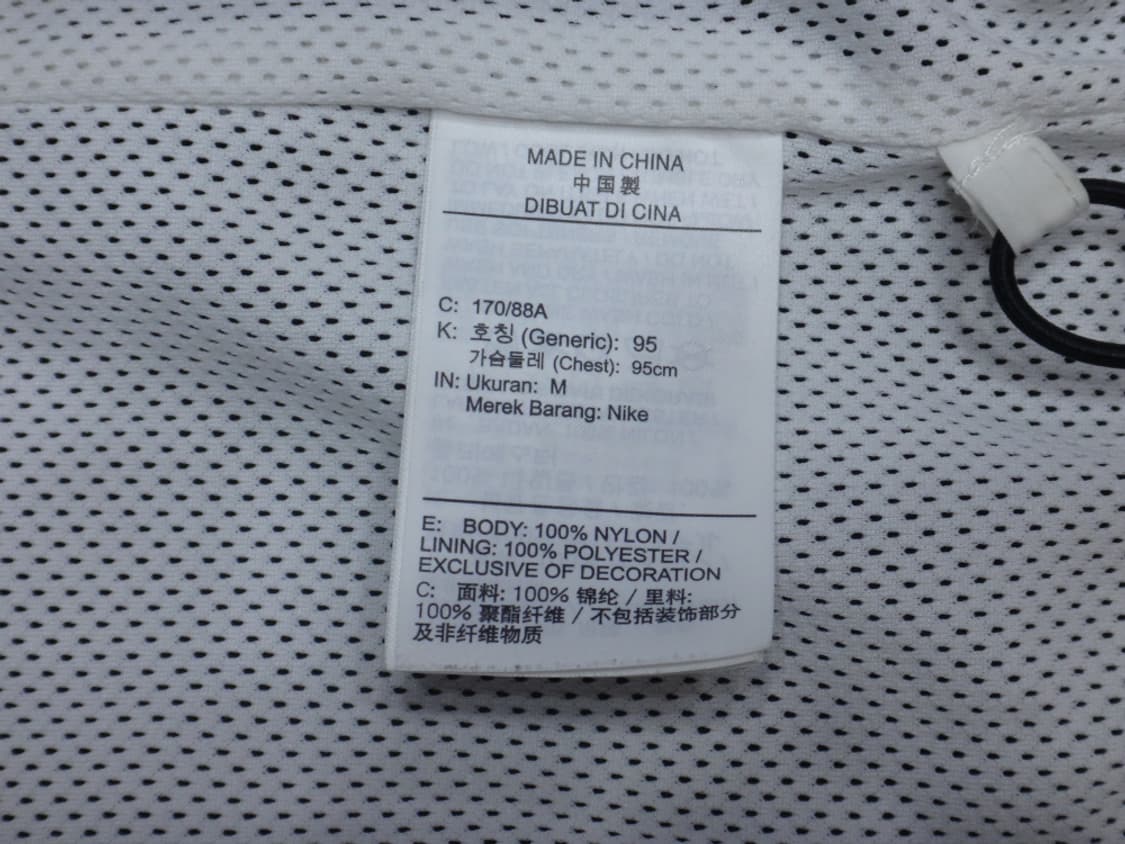 MADE IN CHINA
中国製
DIBUAT DI CINA
C: 170/88A
K: 호칭 (Generic): 95
가슴둘레 (Chest): 95cm
IN: Ukuran: M
Merek Barang: Nike
E: BODY: 100% NYLON /
LINING: 100% POLYESTER /
EXCLUSIVE OF DECORATION
C: 面料: 100% 锦纶 / 里料:
100% 聚酯纤维 / 不包括装饰部分
及非纤维物质